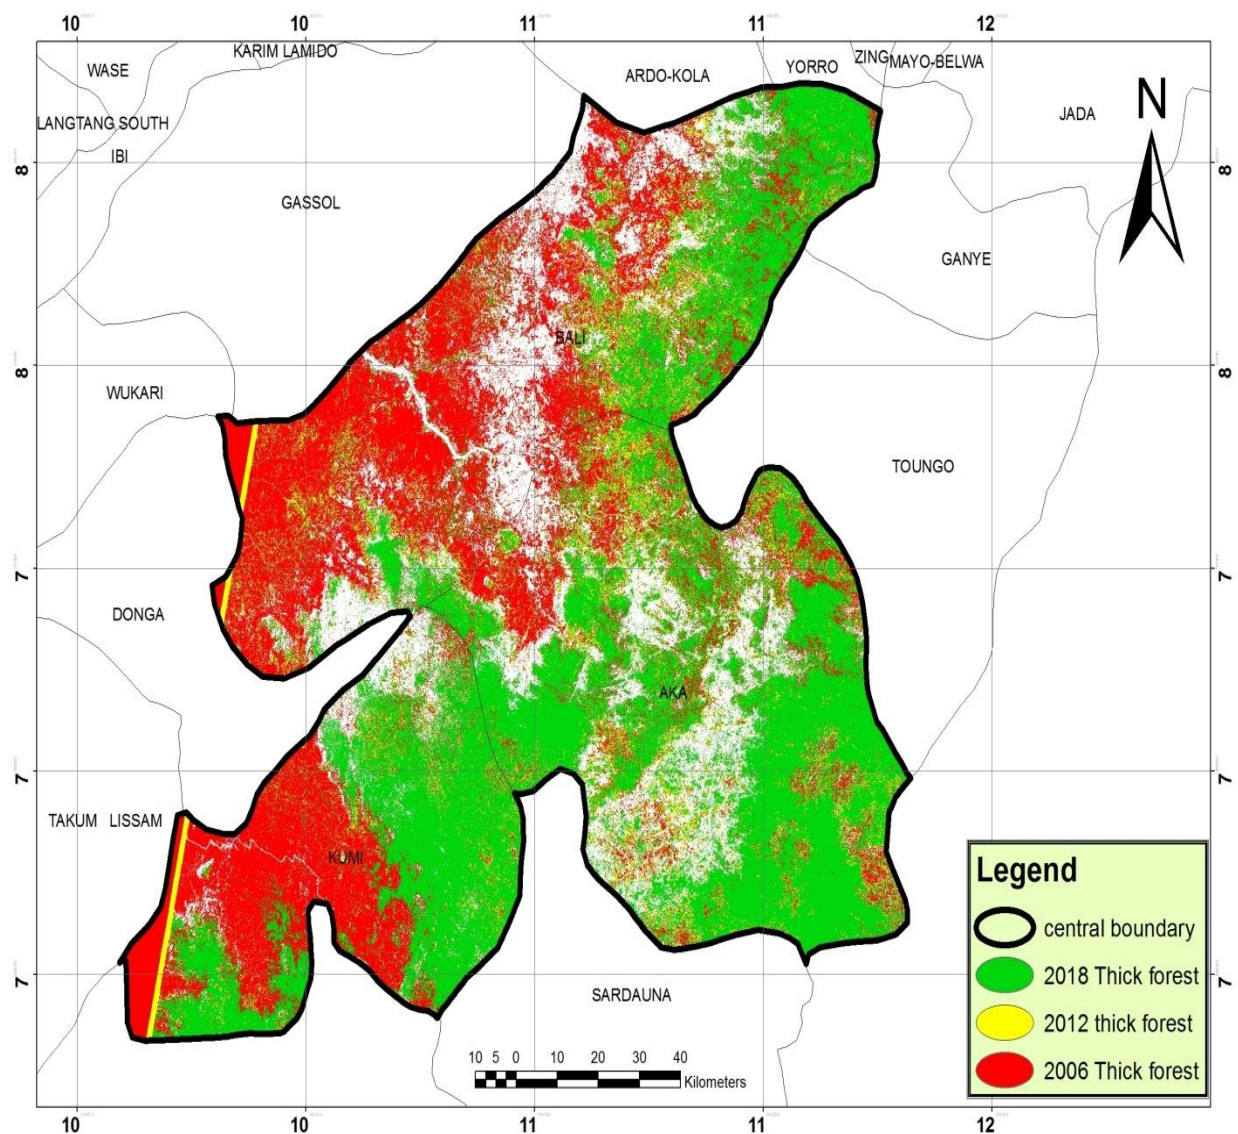 10 10 11 11 12
KARIM LAMIDO
WASE
ARDO-KOLA
YORRO
ZING
MAYO-BELWA
JADA
N
LANGTANG SOUTH
IBI
8 8
GASSOL
GANYE
BALI
8 8
WUKARI
TOUNGO
7 7
DONGA
AKA
7 7
TAKUM LISSAM
KUMI
Legend
central boundary
2018 Thick forest
2012 thick forest
2006 Thick forest
7 7
SARDAUNA
10 5 0 10 20 30 40
Kilometers
10 10 11 11 12